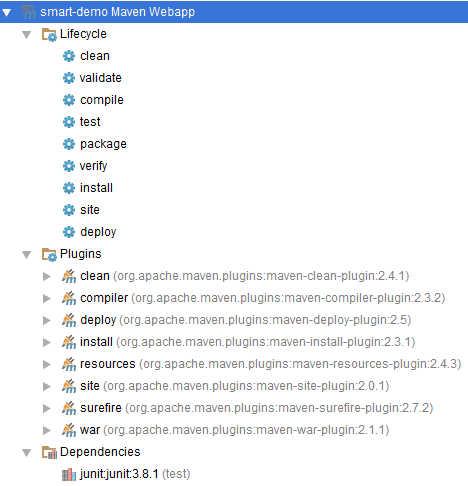 smart-demo Maven Webapp
Lifecycle
clean
validate
compile
test
package
verify
install
site
deploy
Plugins
clean (org.apache.maven.plugins:maven-clean-plugin:2.4.1)
compiler (org.apache.maven.plugins:maven-compiler-plugin:2.3.2)
deploy (org.apache.maven.plugins:maven-deploy-plugin:2.5)
install (org.apache.maven.plugins:maven-install-plugin:2.3.1)
resources (org.apache.maven.plugins:maven-resources-plugin:2.4.3)
site (org.apache.maven.plugins:maven-site-plugin:2.0.1)
surefire (org.apache.maven.plugins:maven-surefire-plugin:2.7.2)
war (org.apache.maven.plugins:maven-war-plugin:2.1.1)
Dependencies
junit:junit:3.8.1 (test)